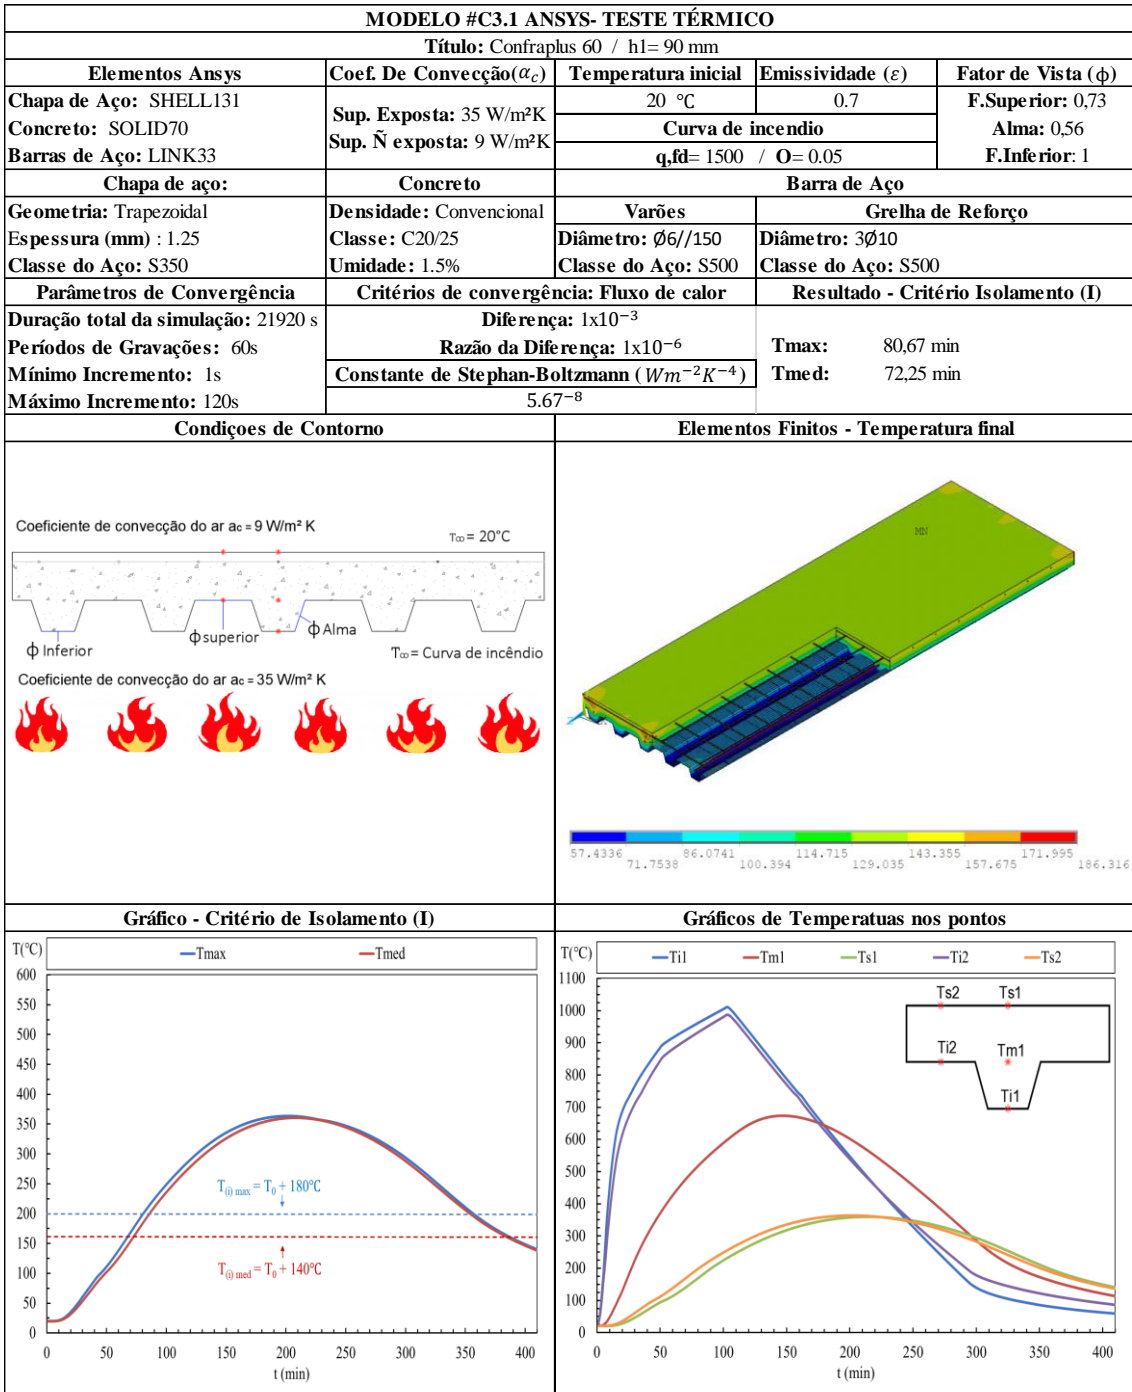 MODELO #C3.1 ANSYS- TESTE TÉRMICO
Título: Confraplus 60 / h1= 90 mm
Elementos Ansys
Coef. De Convecção(αc)
Temperatura inicial
Emissividade (ε)
Fator de Vista (ϕ)
Chapa de Aço: SHELL131
Concreto: SOLID70
Barras de Aço: LINK33
Sup. Exposta: 35 W/m²K
Sup. Ñ exposta: 9 W/m²K
20 °C
0.7
Curva de incendio
q,fd= 1500 / O= 0.05
F.Superior: 0,73
Alma: 0,56
F.Inferior: 1
Chapa de aço:
Concreto
Barra de Aço
Geometria: Trapezoidal
Espessura (mm) : 1.25
Classe do Aço: S350
Densidade: Convencional
Classe: C20/25
Umidade: 1.5%
Varões
Diâmetro: Ø6//150
Classe do Aço: S500
Grelha de Reforço
Diâmetro: 3Ø10
Classe do Aço: S500
Parâmetros de Convergência
Critérios de convergência: Fluxo de calor
Resultado - Critério Isolamento (I)
Duração total da simulação: 21920 s
Períodos de Gravações: 60s
Mínimo Incremento: 1s
Máximo Incremento: 120s
Diferença: 1x10⁻³
Razão da Diferença: 1x10⁻⁶
Constante de Stephan-Boltzmann ( Wm⁻²K⁻⁴)
5.67⁻⁸
Tmax: 80,67 min
Tmed: 72,25 min
Condiçoes de Contorno
Elementos Finitos - Temperatura final
Coeficiente de convecção do ar ac = 9 W/m² K
T∞ = 20°C
ϕ Inferior
ϕ superior
ϕ Alma
T∞ = Curva de incêndio
Coeficiente de convecção do ar ac = 35 W/m² K
MN
57.4336
71.7538
86.0741
100.394
114.715
129.035
143.355
157.675
171.995
186.316
Gráfico - Critério de Isolamento (I)
Gráficos de Temperatuas nos pontos
T(°C)
Tmax
Tmed
600
550
500
450
400
350
300
250
200
150
100
50
0
T(i) max = T0 + 180°C
T(i) med = T0 + 140°C
0 50 100 150 200 250 300 350 400
t (min)
T(°C)
Ti1
Tm1
Ts1
Ti2
Ts2
1100
1000
900
800
700
600
500
400
300
200
100
0
Ts2
Ts1
Ti2
Tm1
Ti1
0 50 100 150 200 250 300 350 400
t (min)